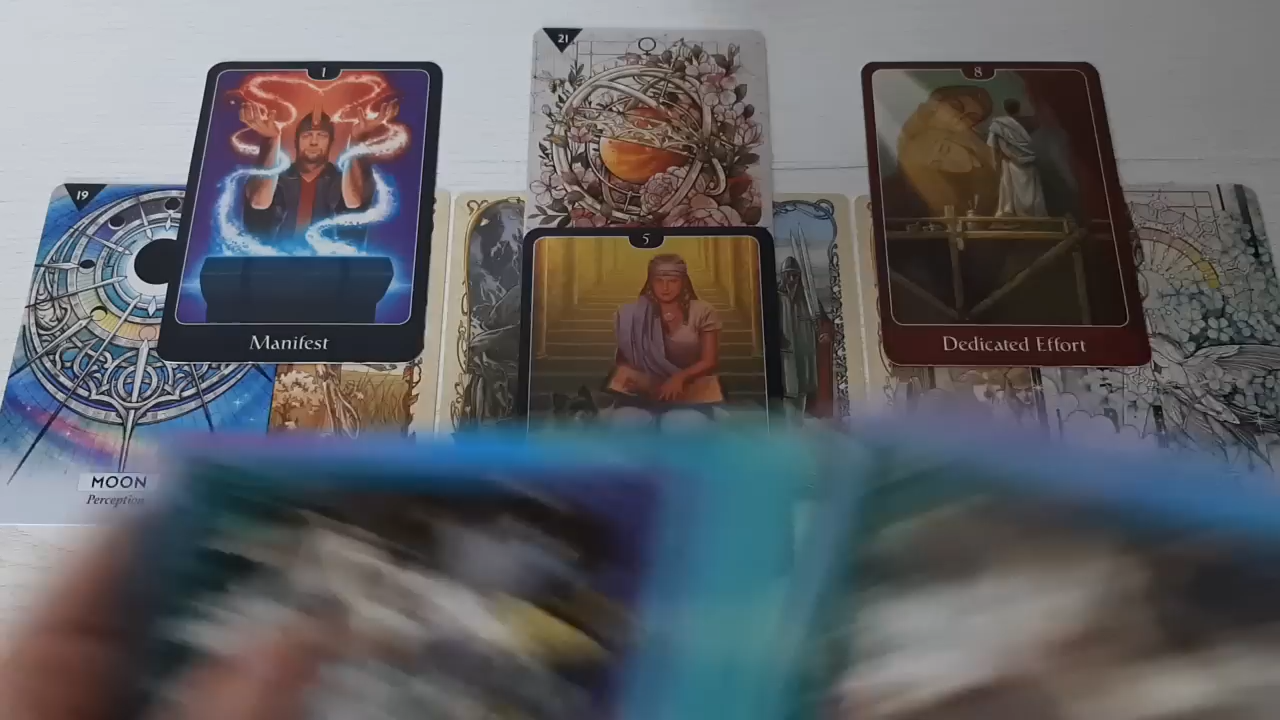 21
1
8
19
5
Manifest
Dedicated Effort
MOON
Perception